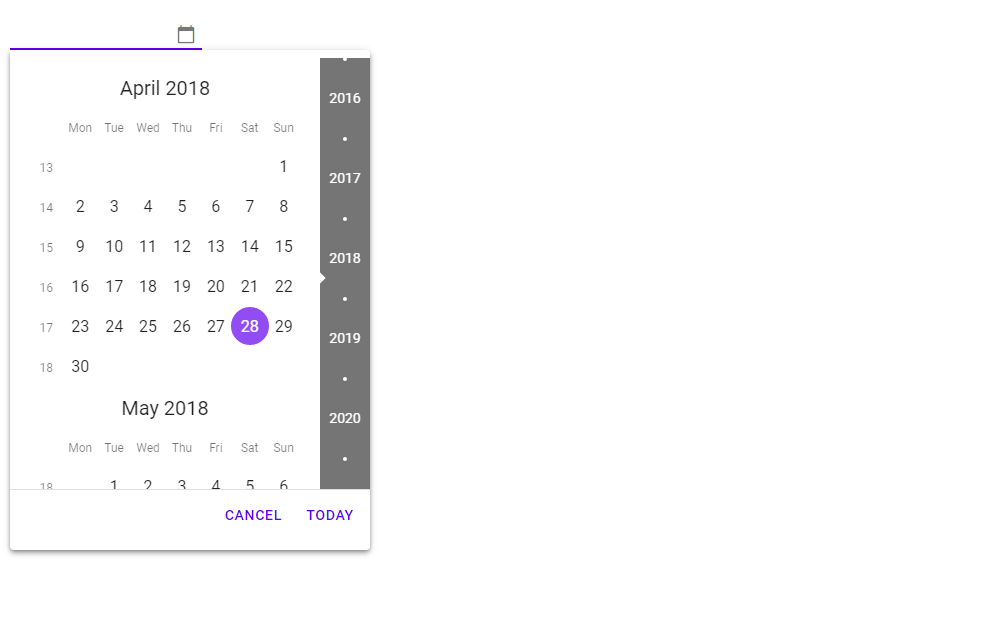 April 2018
Mon Tue Wed Thu Fri Sat Sun
13 1
14 2 3 4 5 6 7 8
15 9 10 11 12 13 14 15
16 16 17 18 19 20 21 22
17 23 24 25 26 27 28 29
18 30
May 2018
Mon Tue Wed Thu Fri Sat Sun
18 1 2 3 4 5 6
2016
2017
2018
2019
2020
CANCEL TODAY